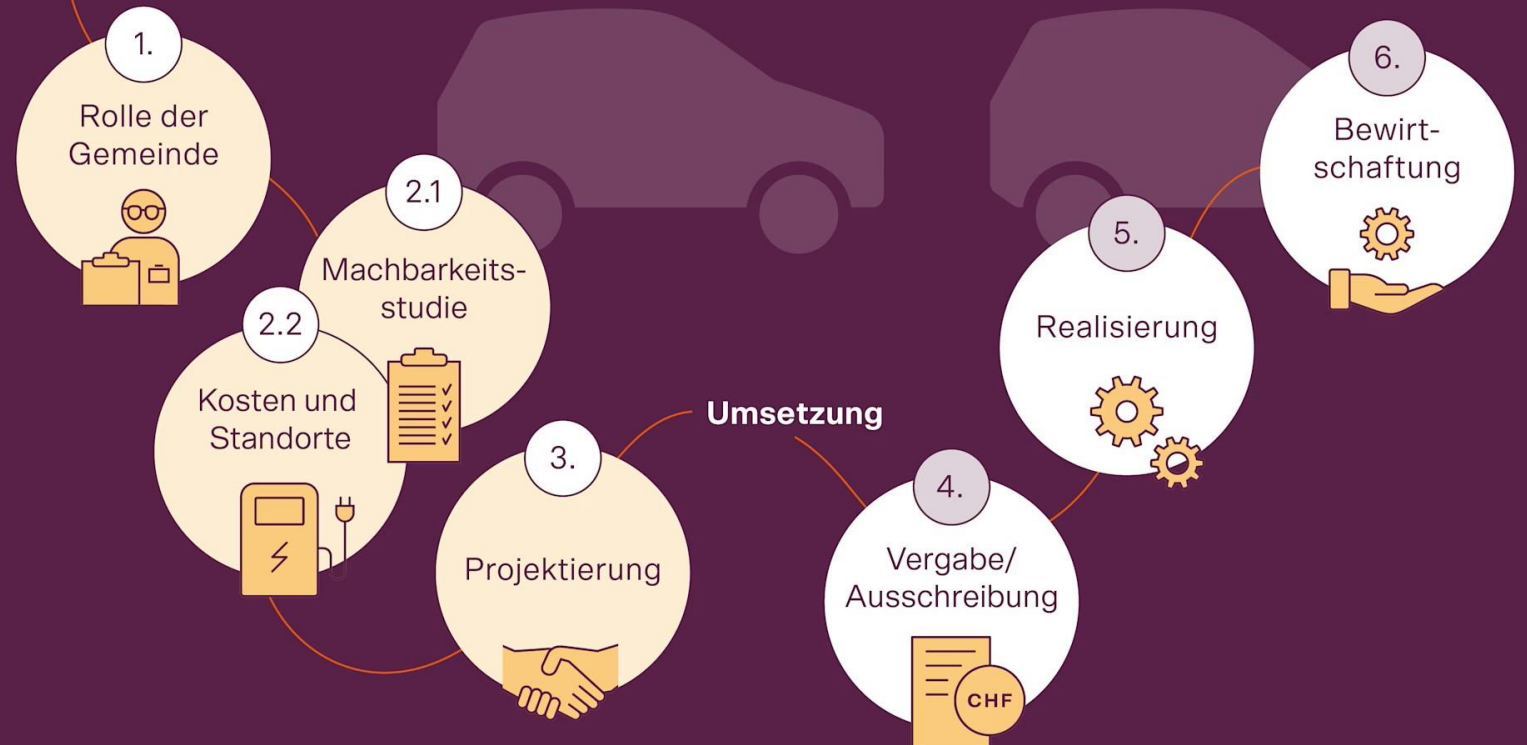 1.
Rolle der
Gemeinde
2.1
Machbarkeits-
studie
2.2
Kosten und
Standorte
3.
Projektierung
Umsetzung
4.
Vergabe/
Ausschreibung
CHF
5.
Realisierung
6.
Bewirt-
schaftung